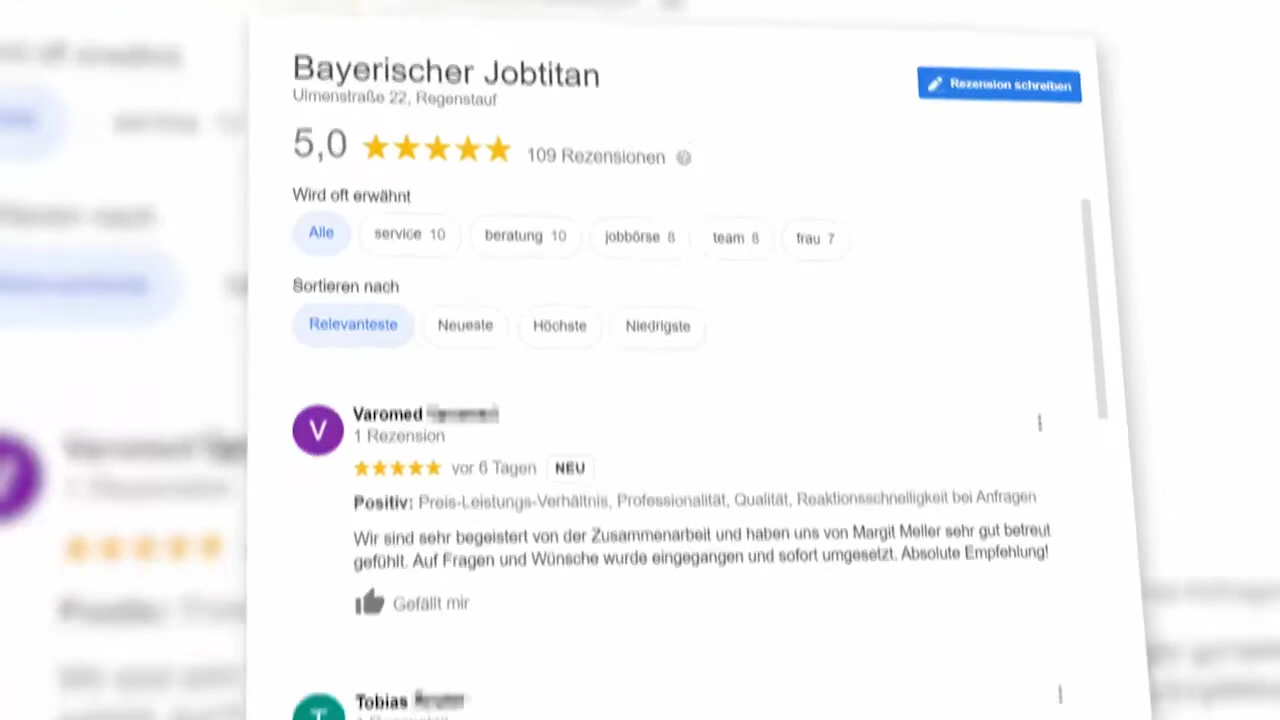 Bayerischer Jobtitan
Ulmenstraße 22, Regenstauf
Rezension schreiben
5,0 109 Rezensionen
Wird oft erwähnt
Alle service 10 beratung 10 jobbörse 8 team 8 frau 7
Sortieren nach
Relevanteste Neueste Höchste Niedrigste
V Varomed
1 Rezension
vor 6 Tagen NEU
Positiv: Preis-Leistungs-Verhältnis, Professionalität, Qualität, Reaktionsschnelligkeit bei Anfragen
Wir sind sehr begeistert von der Zusammenarbeit und haben uns von Margit Meller sehr gut betreut
gefühlt. Auf Fragen und Wünsche wurde eingegangen und sofort umgesetzt. Absolute Empfehlung!
Gefällt mir
T Tobias